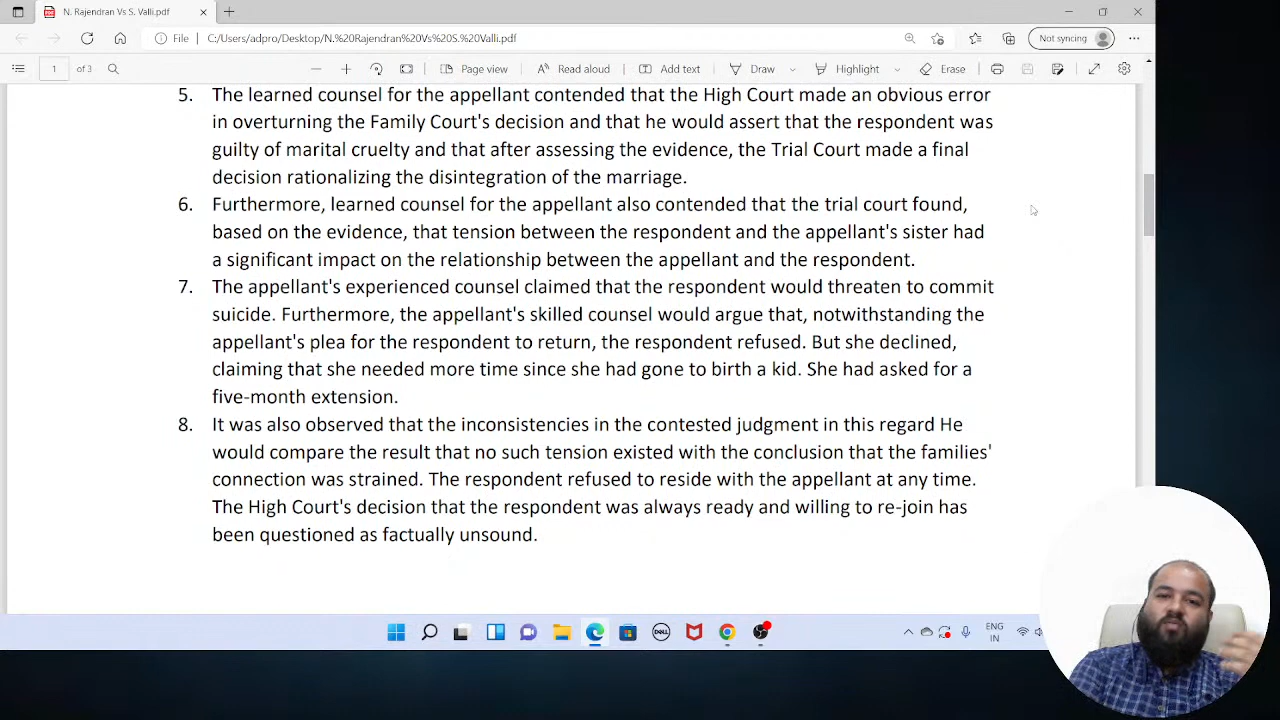 N. Rajendran Vs S. Valli.pdf
File C:/Users/adpro/Desktop/N.%20Rajendran%20Vs%20S.%20Valli.pdf Not syncing
1 of 3 Page view Read aloud Add text Draw Highlight Erase
5. The learned counsel for the appellant contended that the High Court made an obvious error
in overturning the Family Court's decision and that he would assert that the respondent was
guilty of marital cruelty and that after assessing the evidence, the Trial Court made a final
decision rationalizing the disintegration of the marriage.
6. Furthermore, learned counsel for the appellant also contended that the trial court found,
based on the evidence, that tension between the respondent and the appellant's sister had
a significant impact on the relationship between the appellant and the respondent.
7. The appellant's experienced counsel claimed that the respondent would threaten to commit
suicide. Furthermore, the appellant's skilled counsel would argue that, notwithstanding the
appellant's plea for the respondent to return, the respondent refused. But she declined,
claiming that she needed more time since she had gone to birth a kid. She had asked for a
five-month extension.
8. It was also observed that the inconsistencies in the contested judgment in this regard He
would compare the result that no such tension existed with the conclusion that the families'
connection was strained. The respondent refused to reside with the appellant at any time.
The High Court's decision that the respondent was always ready and willing to re-join has
been questioned as factually unsound.
DELL
ENG
IN